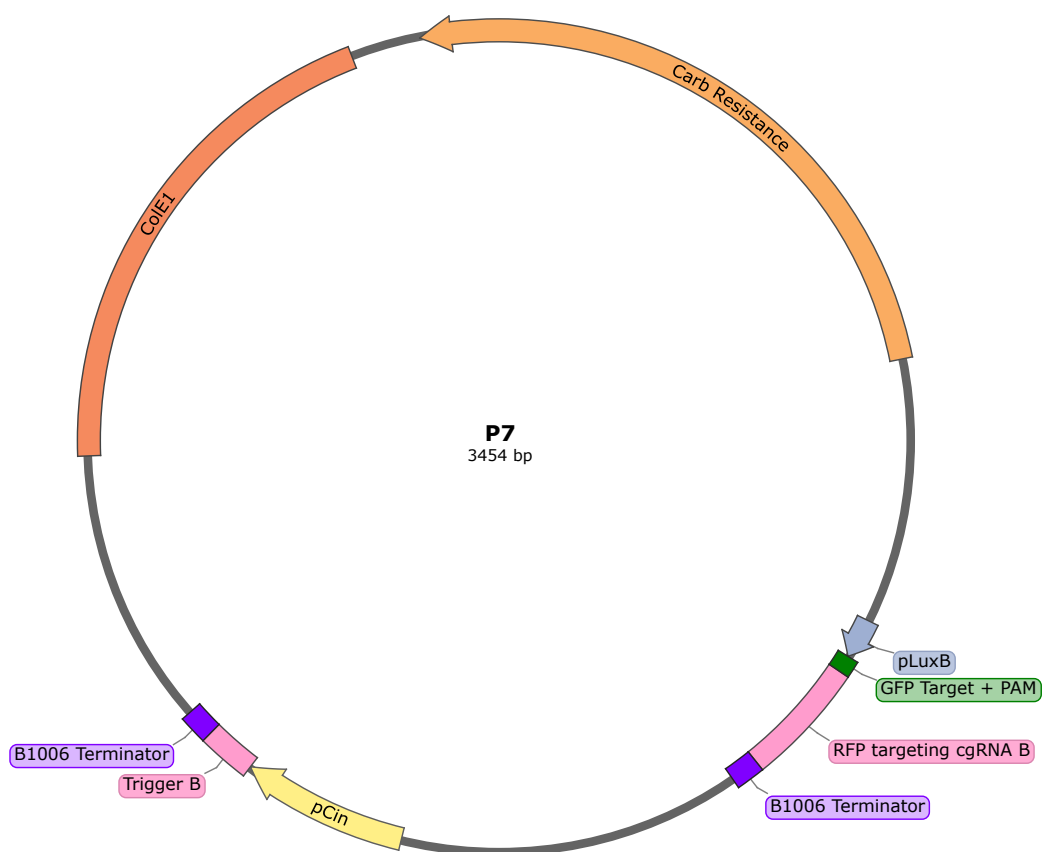 Carb Resistance
ColE1
P7
3454 bp
pLuxB
GFP Target + PAM
RFP targeting cgRNA B
B1006 Terminator
B1006 Terminator
Trigger B
pCin